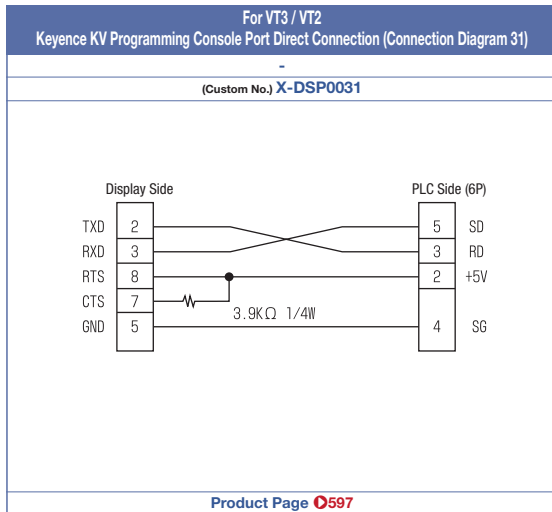 For VT3 / VT2
Keyence KV Programming Console Port Direct Connection (Connection Diagram 31)
-
(Custom No.) X-DSP0031
Display Side PLC Side (6P)
TXD 2 5 SD
RXD 3 3 RD
RTS 8 2 +5V
CTS 7
3.9KΩ 1/4W
GND 5 4 SG
Product Page 597